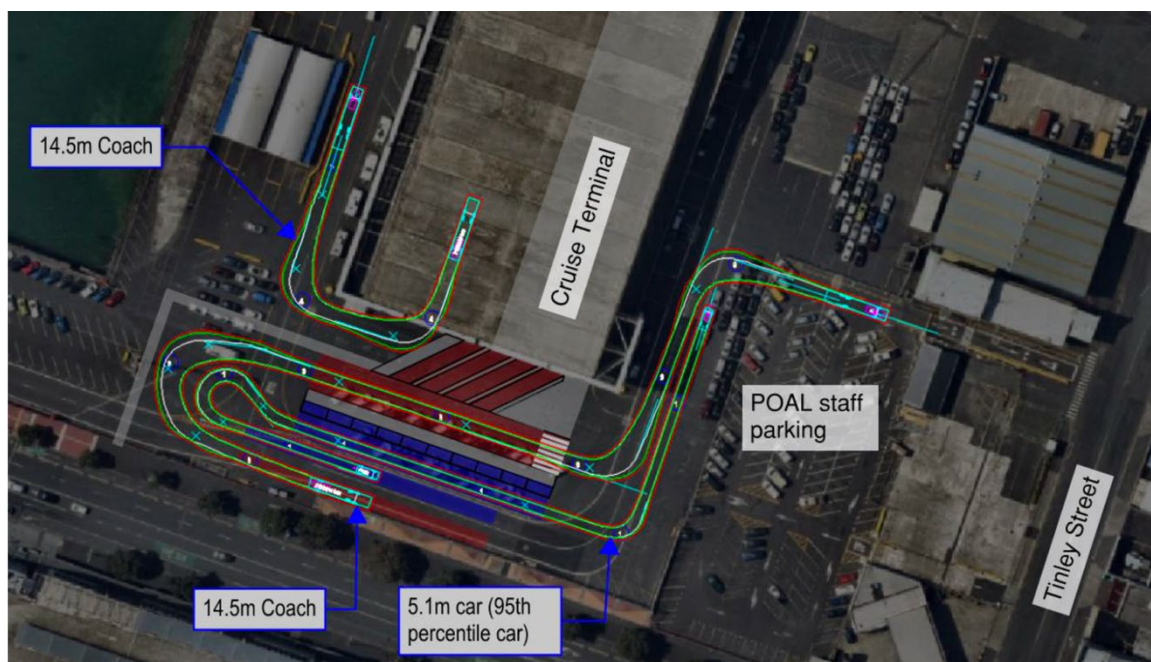 14.5m Coach
Cruise Terminal
POAL staff
parking
Tinley Street
14.5m Coach
5.1m car (95th
percentile car)